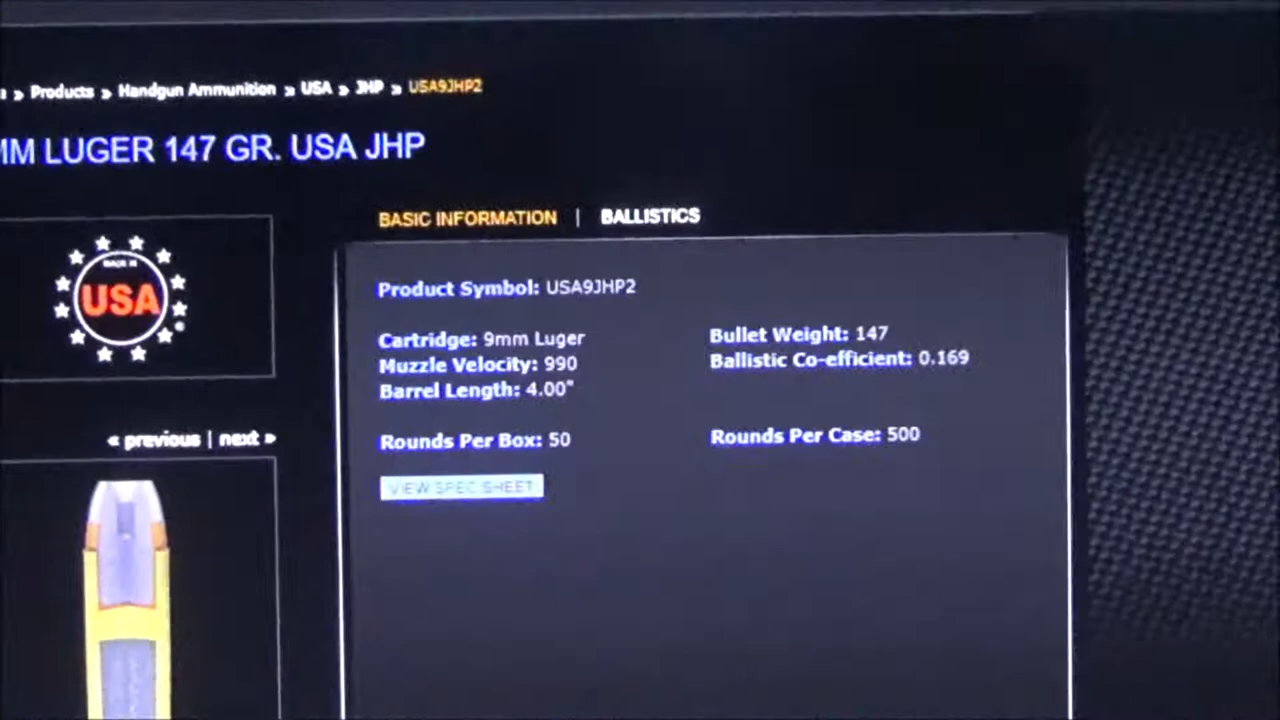 » Products » Handgun Ammunition » USA » JHP » USA9JHP2
MM LUGER 147 GR. USA JHP
BASIC INFORMATION | BALLISTICS
MADE IN
USA
Product Symbol: USA9JHP2
Cartridge: 9mm Luger
Bullet Weight: 147
Muzzle Velocity: 990
Ballistic Co-efficient: 0.169
Barrel Length: 4.00"
« previous | next »
Rounds Per Box: 50
Rounds Per Case: 500
VIEW SPEC SHEET